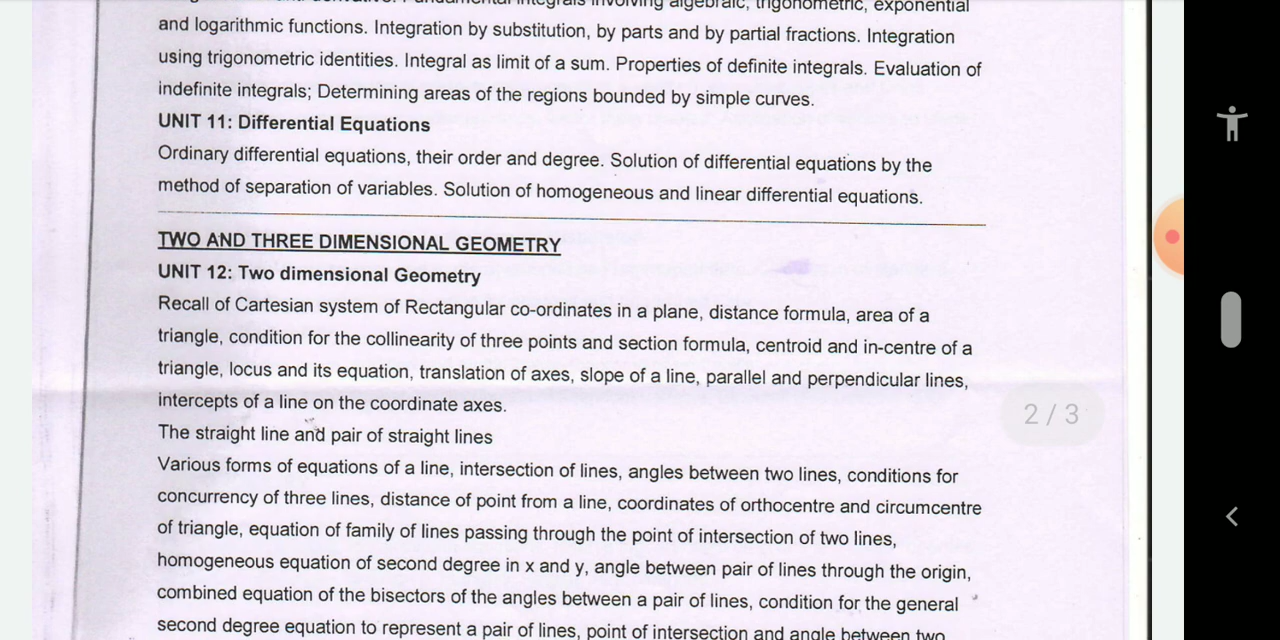 involving algebraic, trigonometric, exponential
and logarithmic functions. Integration by substitution, by parts and by partial fractions. Integration
using trigonometric identities. Integral as limit of a sum. Properties of definite integrals. Evaluation of
indefinite integrals; Determining areas of the regions bounded by simple curves.
UNIT 11: Differential Equations
Ordinary differential equations, their order and degree. Solution of differential equations by the
method of separation of variables. Solution of homogeneous and linear differential equations.
TWO AND THREE DIMENSIONAL GEOMETRY
UNIT 12: Two dimensional Geometry
Recall of Cartesian system of Rectangular co-ordinates in a plane, distance formula, area of a
triangle, condition for the collinearity of three points and section formula, centroid and in-centre of a
triangle, locus and its equation, translation of axes, slope of a line, parallel and perpendicular lines,
intercepts of a line on the coordinate axes.
2 / 3
The straight line and pair of straight lines
Various forms of equations of a line, intersection of lines, angles between two lines, conditions for
concurrency of three lines, distance of point from a line, coordinates of orthocentre and circumcentre
of triangle, equation of family of lines passing through the point of intersection of two lines,
homogeneous equation of second degree in x and y, angle between pair of lines through the origin,
combined equation of the bisectors of the angles between a pair of lines, condition for the general
second degree equation to represent a pair of lines, point of intersection and angle between two